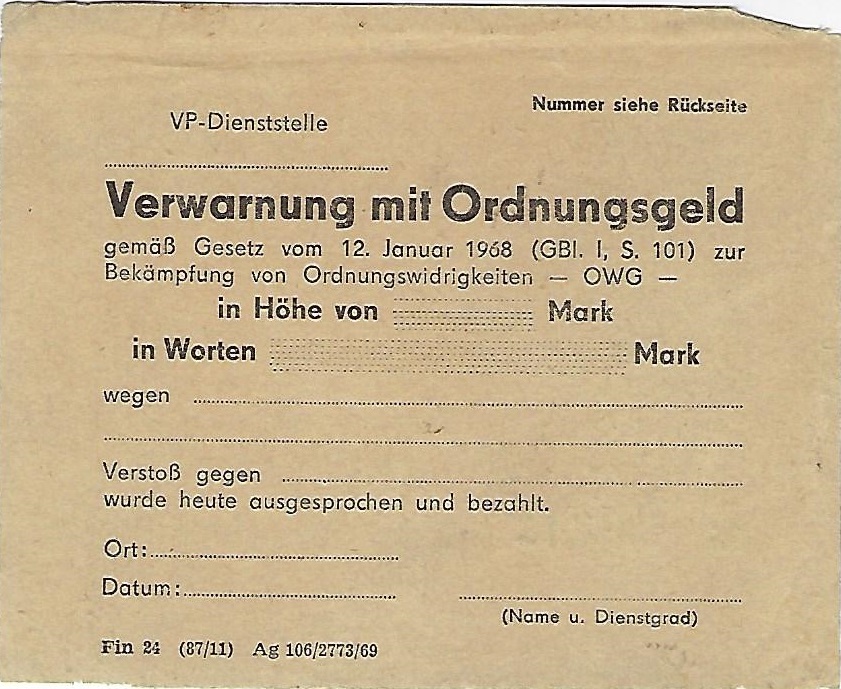 Nummer siehe Rückseite
VP-Dienststelle
Verwarnung mit Ordnungsgeld
gemäß Gesetz vom 12. Januar 1968 (GBl. I, S. 101) zur
Bekämpfung von Ordnungswidrigkeiten — OWG —
in Höhe von Mark
in Worten Mark
wegen
Verstoß gegen
wurde heute ausgesprochen und bezahlt.
Ort:
Datum:
(Name u. Dienstgrad)
Fin 24 (87/11) Ag 106/2773/69